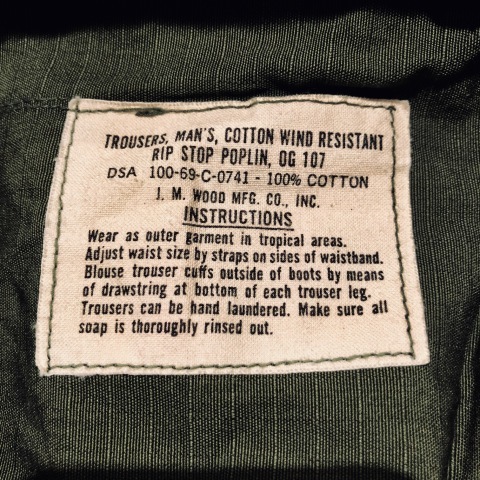 TROUSERS, MAN'S, COTTON WIND RESISTANT
RIP STOP POPLIN, OG 107
DSA 100-69-C-0741 - 100% COTTON
J. M. WOOD MFG. CO., INC.
INSTRUCTIONS
Wear as outer garment in tropical areas.
Adjust waist size by straps on sides of waistband.
Blouse trouser cuffs outside of boots by means
of drawstring at bottom of each trouser leg.
Trousers can be hand laundered. Make sure all
soap is thoroughly rinsed out.